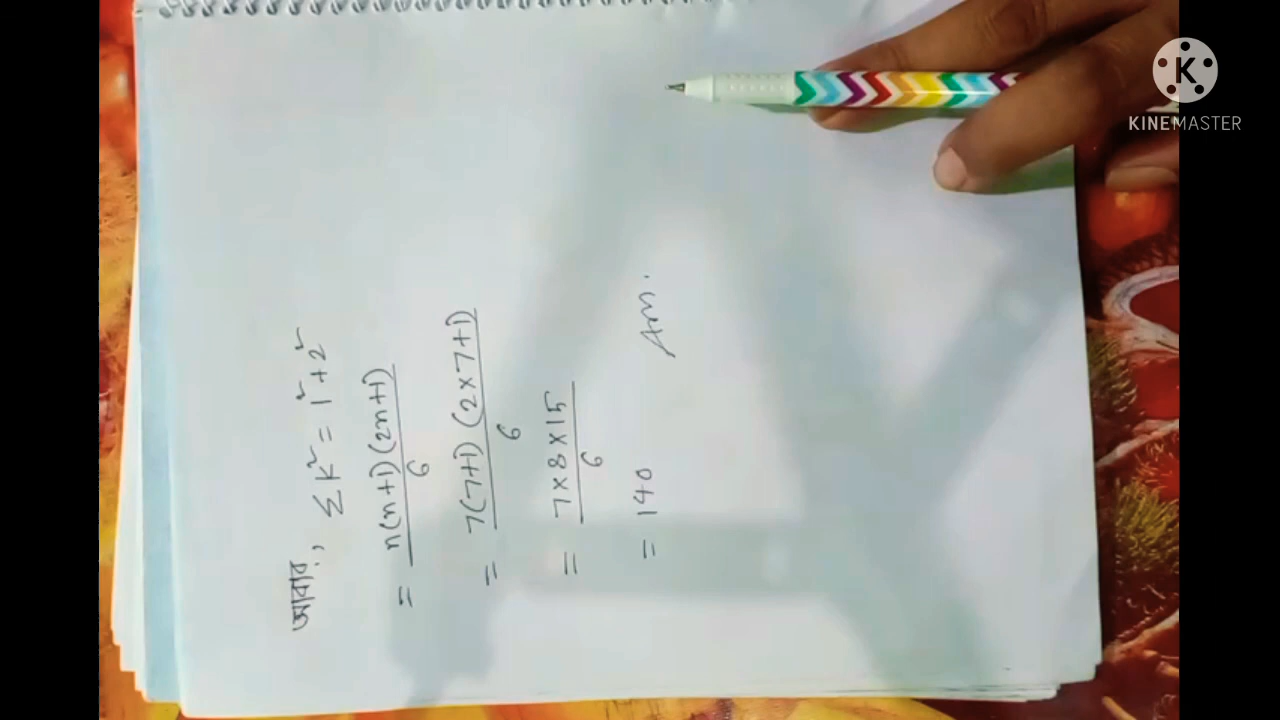 আবার, Σ K² = 1² + 2²
= n(n+1)(2n+1) / 6
= 7(7+1)(2×7+1) / 6
= 7×8×15 / 6
= 140 Ans.
KINEMASTER